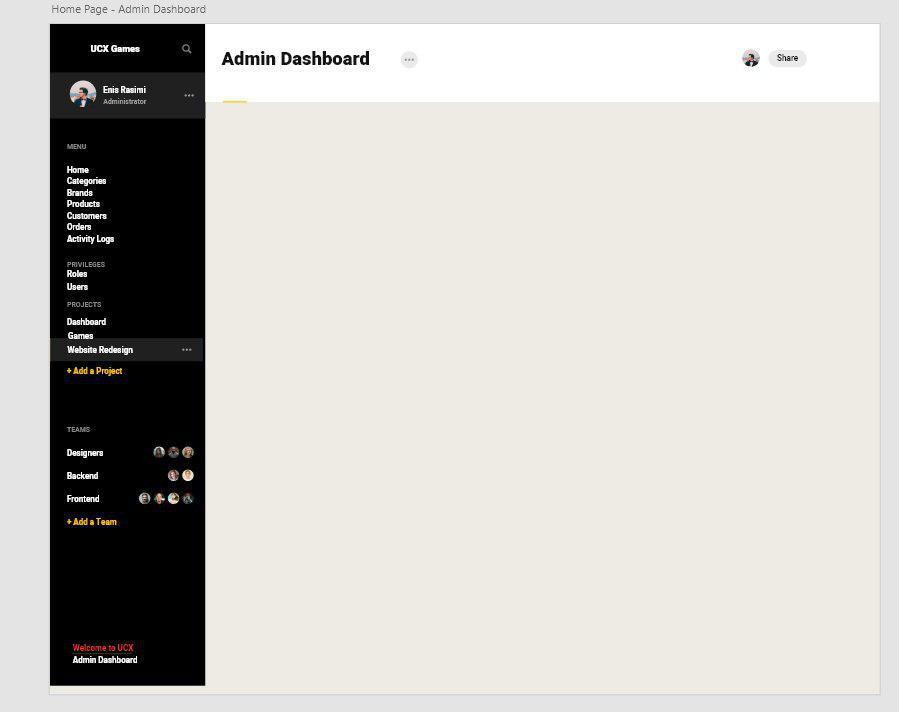 Home Page - Admin Dashboard
UCX Games
Admin Dashboard
Share
Enis Rasimi
Administrator
MENU
Home
Categories
Brands
Products
Customers
Orders
Activity Logs
PRIVILEGES
Roles
Users
PROJECTS
Dashboard
Games
Website Redesign
+ Add a Project
TEAMS
Designers
Backend
Frontend
+ Add a Team
Welcome to UCX
Admin Dashboard